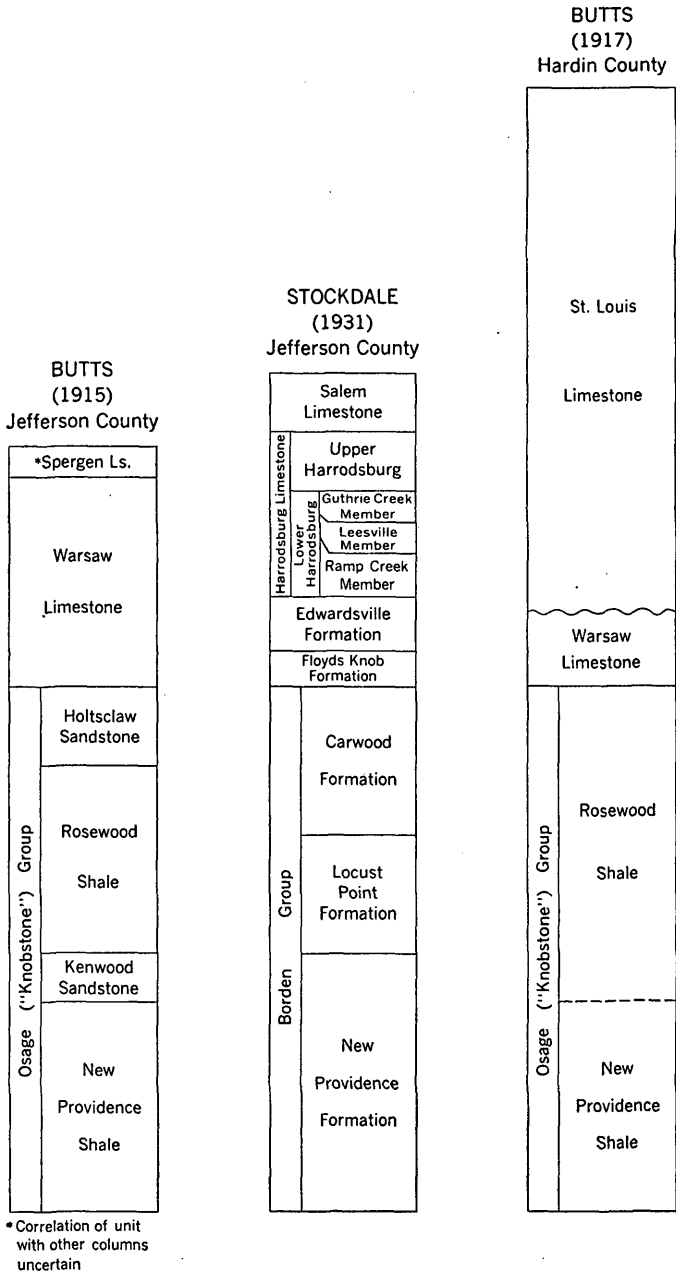 BUTTS
(1915)
Jefferson County
*Spergen Ls.
Warsaw
Limestone
Osage ("Knobstone") Group
Holtsclaw
Sandstone
Rosewood
Shale
Kenwood
Sandstone
New
Providence
Shale
*Correlation of unit
with other columns
uncertain
STOCKDALE
(1931)
Jefferson County
Salem
Limestone
Harrodsburg Limestone
Upper
Harrodsburg
Lower
Harrodsburg
Guthrie Creek
Member
Leesville
Member
Ramp Creek
Member
Edwardsville
Formation
Floyds Knob
Formation
Borden Group
Carwood
Formation
Locust
Point
Formation
New
Providence
Formation
BUTTS
(1917)
Hardin County
St. Louis
Limestone
Warsaw
Limestone
Osage ("Knobstone") Group
Rosewood
Shale
New
Providence
Shale